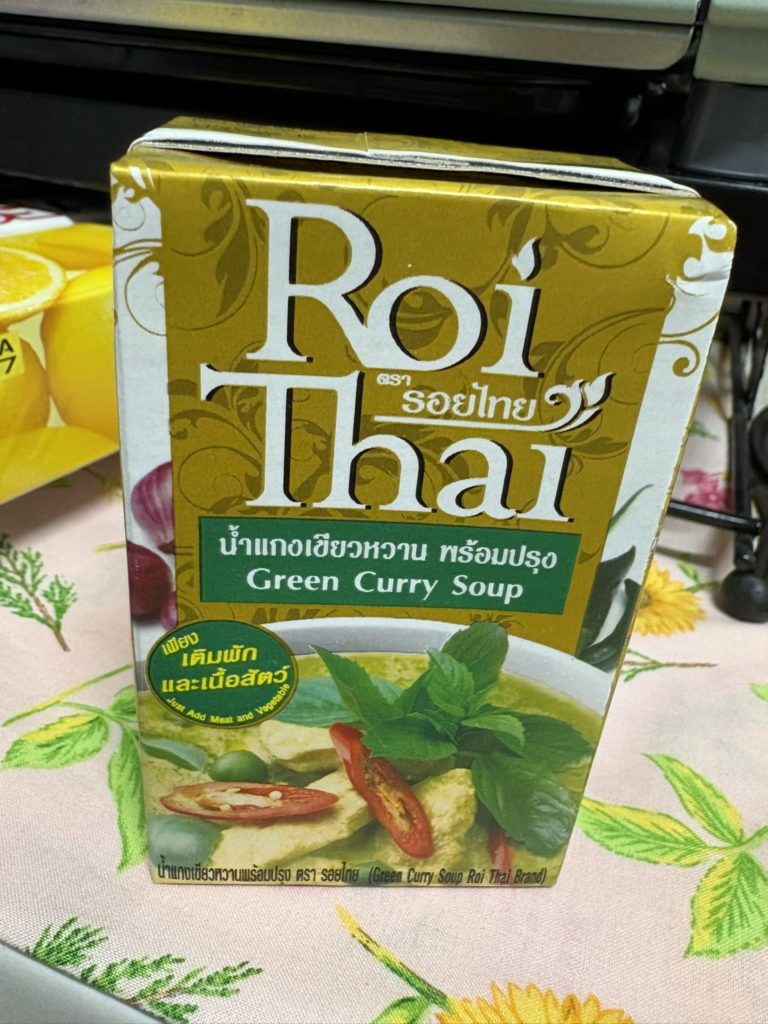 Roi
ตรา
รอยไทย
Thai
น้ำแกงเขียวหวาน พร้อมปรุง
Green Curry Soup
เพียง
เติมผัก
และเนื้อสัตว์
Just Add Meat and Vegetable
น้ำแกงเขียวหวานพร้อมปรุง ตรา รอยไทย (Green Curry Soup Roi Thai Brand)
A
7